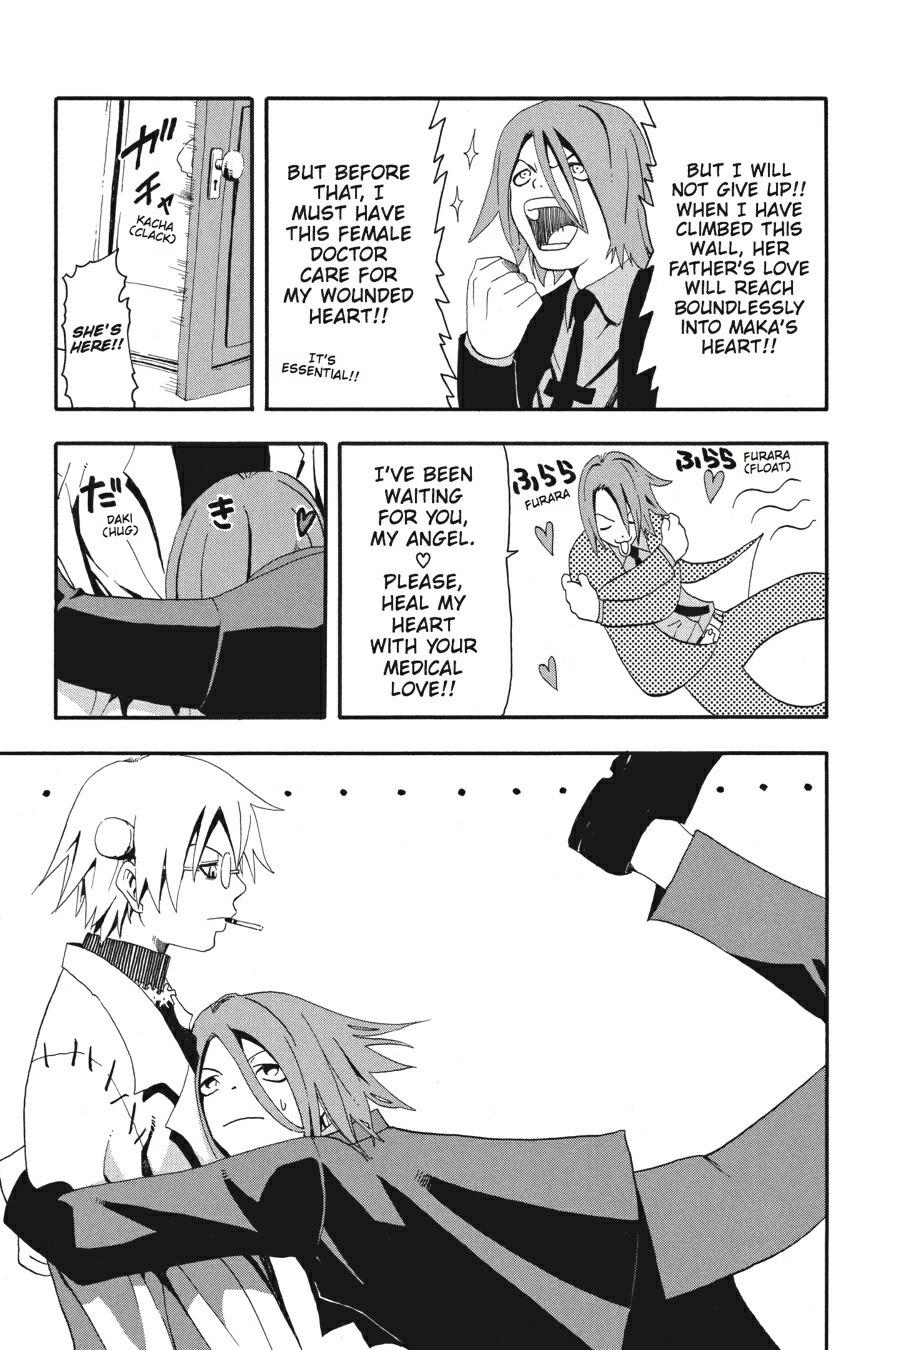 BUT I WILL
NOT GIVE UP!!
WHEN I HAVE
CLIMBED THIS
WALL, HER
FATHER'S LOVE
WILL REACH
BOUNDLESSLY
INTO MAKA'S
HEART!!
BUT BEFORE
THAT, I
MUST HAVE
THIS FEMALE
DOCTOR
CARE FOR
MY WOUNDED
HEART!!
IT'S
ESSENTIAL!!
ガチャ
KACHA
(CLACK)
SHE'S
HERE!!
ふらら
FURARA
(FLOAT)
ふらら
FURARA
I'VE BEEN
WAITING
FOR YOU,
MY ANGEL.
♡
PLEASE,
HEAL MY
HEART
WITH YOUR
MEDICAL
LOVE!!
だき
DAKI
(HUG)